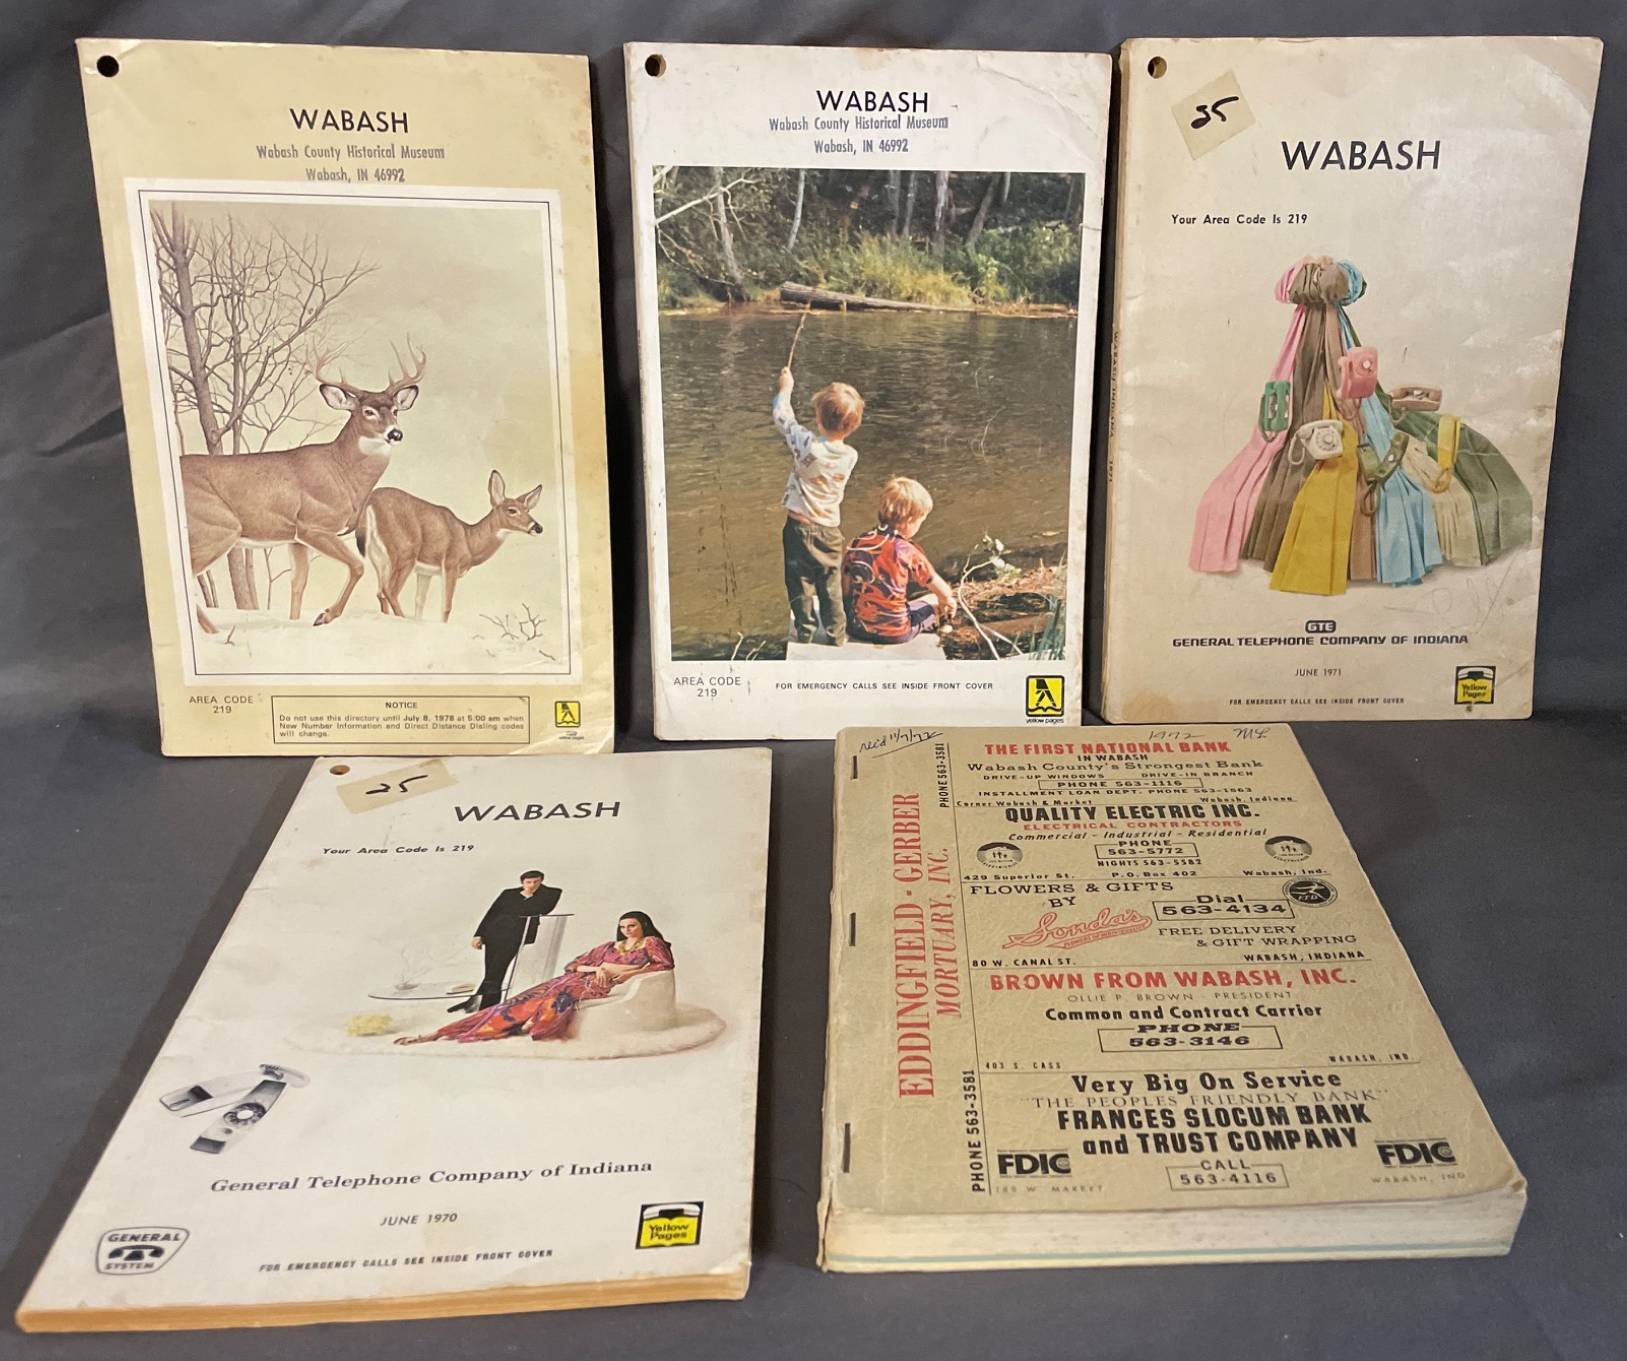 WABASH
Wabash County Historical Museum
Wabash, IN 46992
AREA CODE
219
NOTICE
Do not use this directory until July 8, 1978 at 5:00 am when
New Number Information and Direct Distance Dialing codes
will change.
WABASH
Wabash County Historical Museum
Wabash, IN 46992
AREA CODE
219
FOR EMERGENCY CALLS SEE INSIDE FRONT COVER
yellow pages
25
WABASH
Your Area Code Is 219
GTE
GENERAL TELEPHONE COMPANY OF INDIANA
JUNE 1971
Yellow
Pages
FOR EMERGENCY CALLS SEE INSIDE FRONT COVER
25
WABASH
Your Area Code Is 219
General Telephone Company of Indiana
JUNE 1970
GENERAL
SYSTEM
Yellow
Pages
FOR EMERGENCY CALLS SEE INSIDE FRONT COVER
Rec'd 11/7/72
1972
EDDINGFIELD - GERBER
MORTUARY, INC.
PHONE 563-3581
PHONE 563-3581
THE FIRST NATIONAL BANK
IN WABASH
Wabash County's Strongest Bank
DRIVE-UP WINDOWS DRIVE-IN BRANCH
PHONE 563-1116
INSTALLMENT LOAN DEPT. PHONE 563-1663
Corner Wabash & Market Wabash, Indiana
QUALITY ELECTRIC INC.
ELECTRICAL CONTRACTORS
Commercial - Industrial - Residential
PHONE
563-5772
NIGHTS 563-5582
429 Superior St. P.O. Box 402 Wabash, Ind.
FLOWERS & GIFTS
BY
Londa's
Dial
563-4134
FTD
FREE DELIVERY
& GIFT WRAPPING
80 W. CANAL ST. WABASH, INDIANA
BROWN FROM WABASH, INC.
OLLIE P. BROWN - PRESIDENT
Common and Contract Carrier
PHONE
563-3146
403 S. CASS WABASH, IND.
Very Big On Service
"THE PEOPLES FRIENDLY BANK"
FRANCES SLOCUM BANK
and TRUST COMPANY
FDIC
FDIC
CALL
563-4116
189 W. MARKET WABASH, IND